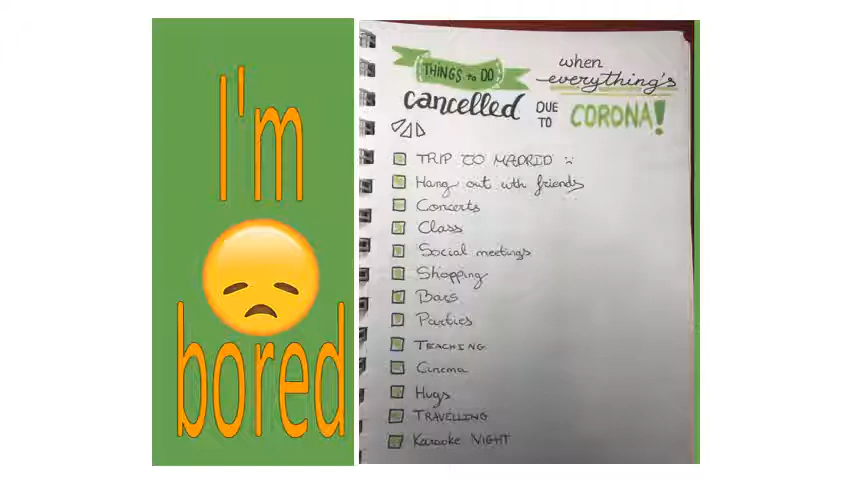 I'm
bored
THINGS TO DO
when
everything's
cancelled
DUE
TO
CORONA!
TRIP TO MADRID :(
Hang out with friends
Concerts
Class
Social meetings
Shopping
Bars
Parties
TEACHING
Cinema
Hugs
TRAVELLING
Karaoke NIGHT